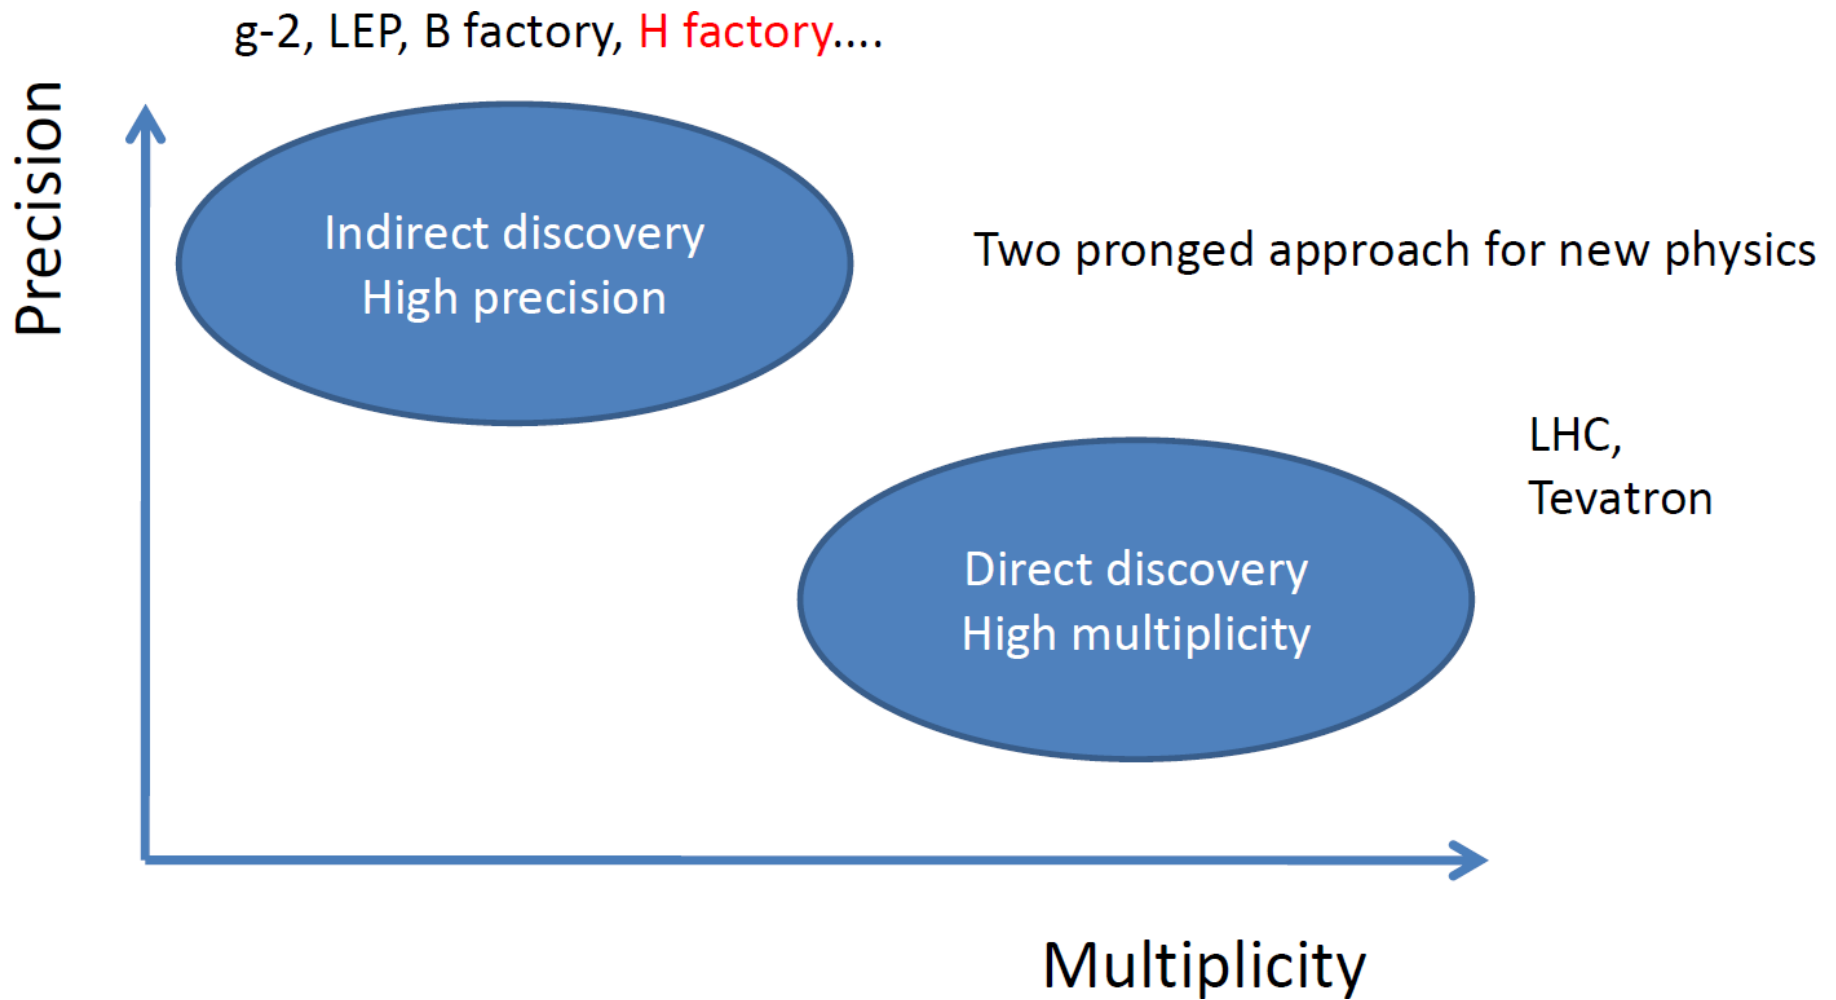 g-2, LEP, B factory, H factory....
Precision
Indirect discovery
High precision
Two pronged approach for new physics
LHC,
Tevatron
Direct discovery
High multiplicity
Multiplicity